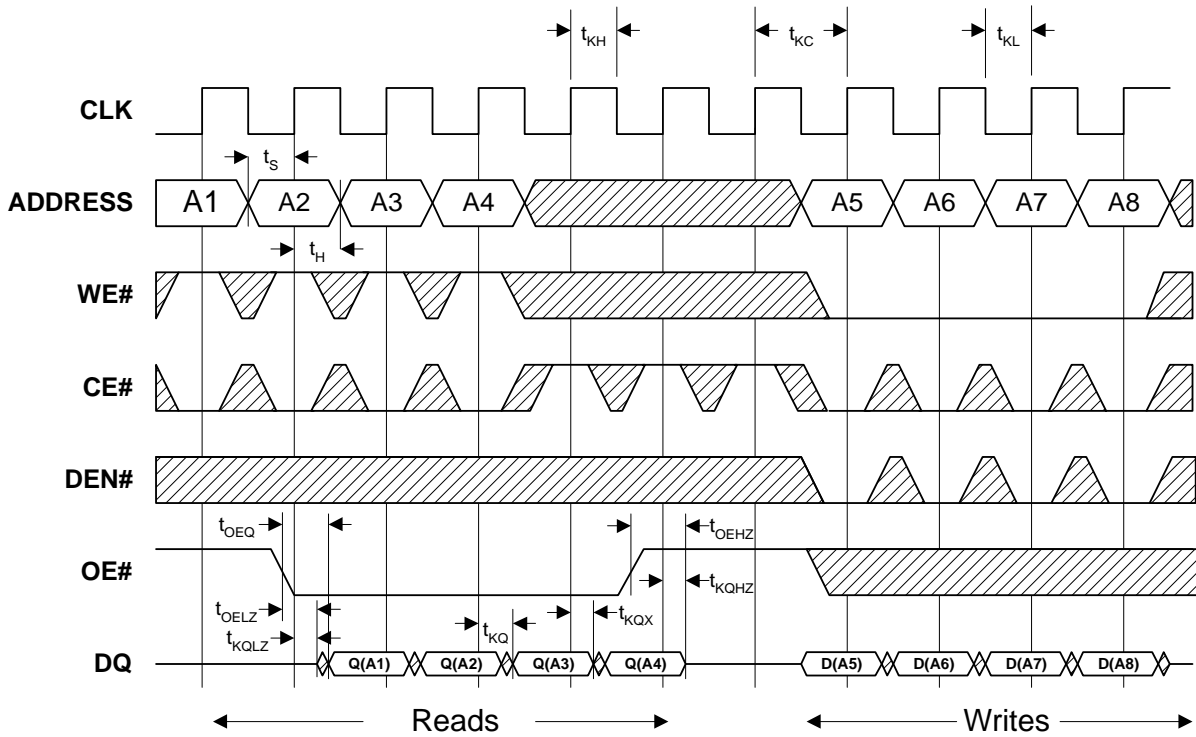 tKH tKC tKL
CLK
tS
ADDRESS A1 A2 A3 A4 A5 A6 A7 A8
tH
WE#
CE#
DEN#
tOEQ tOEHZ
OE#
tKQHZ
tOELZ
tKQ tKQX
tKQLZ
DQ Q(A1) Q(A2) Q(A3) Q(A4) D(A5) D(A6) D(A7) D(A8)
Reads Writes